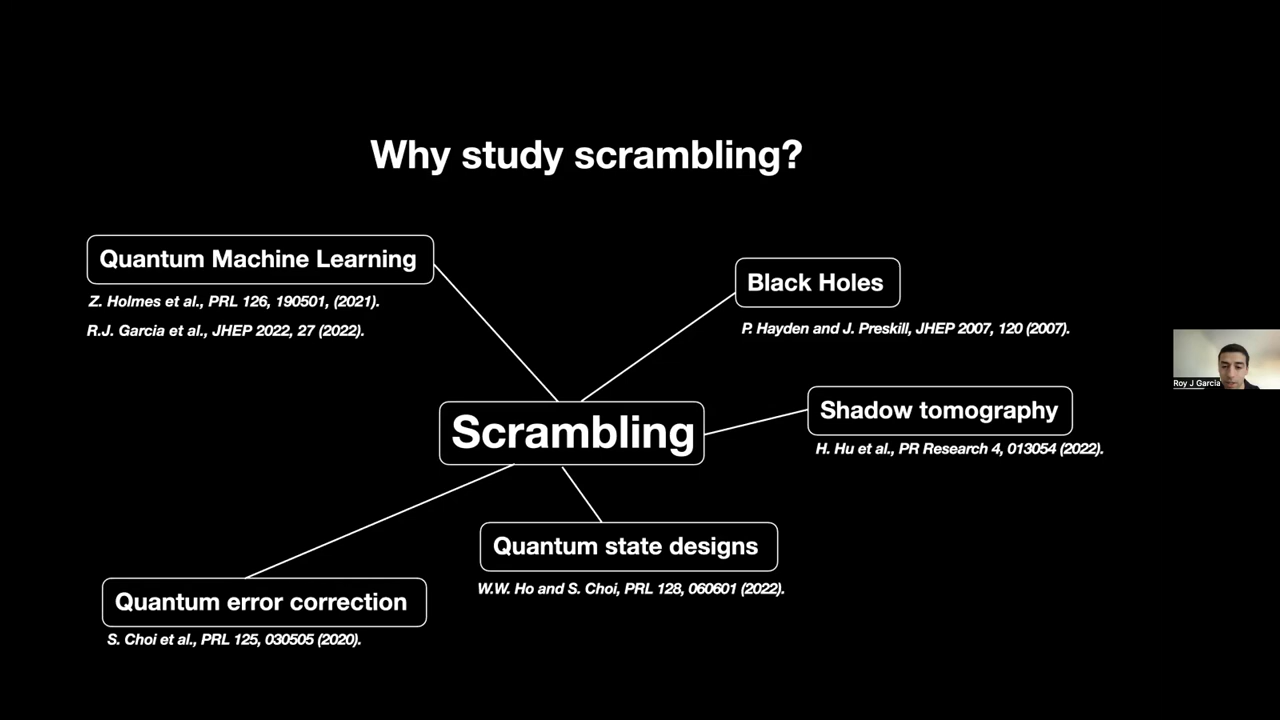 Why study scrambling?
Quantum Machine Learning
Z. Holmes et al., PRL 126, 190501, (2021).
R.J. Garcia et al., JHEP 2022, 27 (2022).
Black Holes
P. Hayden and J. Preskill, JHEP 2007, 120 (2007).
Shadow tomography
H. Hu et al., PR Research 4, 013054 (2022).
Roy J Garcia
Scrambling
Quantum state designs
W.W. Ho and S. Choi, PRL 128, 060601 (2022).
Quantum error correction
S. Choi et al., PRL 125, 030505 (2020).